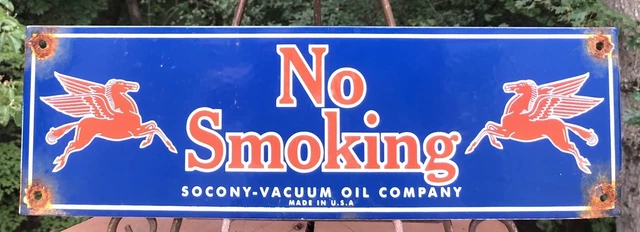 No
Smoking
SOCONY-VACUUM OIL COMPANY
MADE IN U.S.A